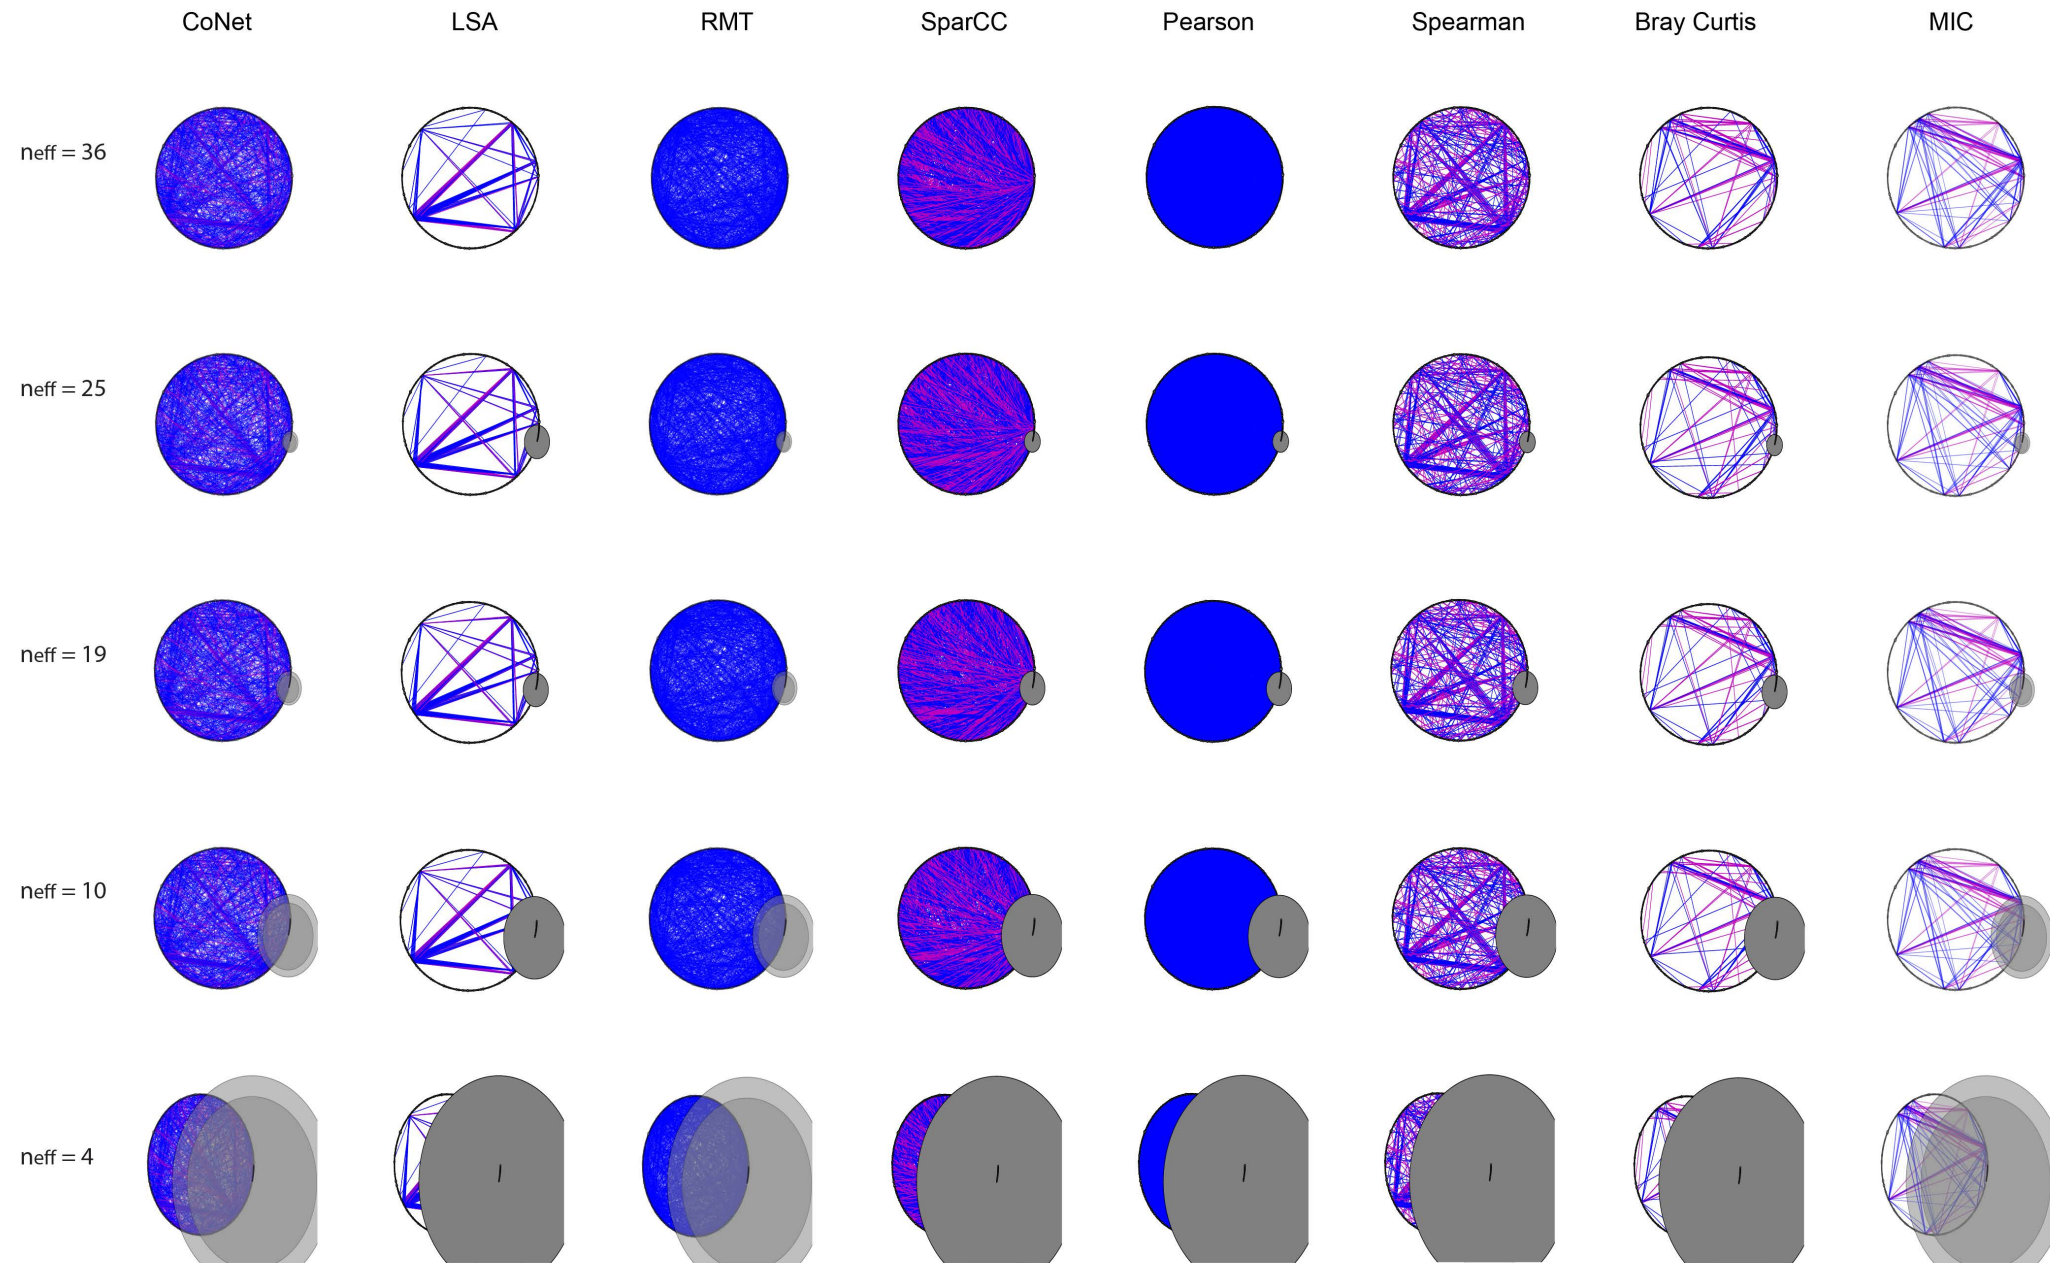 CoNet LSA RMT SparCC Pearson Spearman Bray Curtis MIC
neff = 36
neff = 25
neff = 19
neff = 10
neff = 4